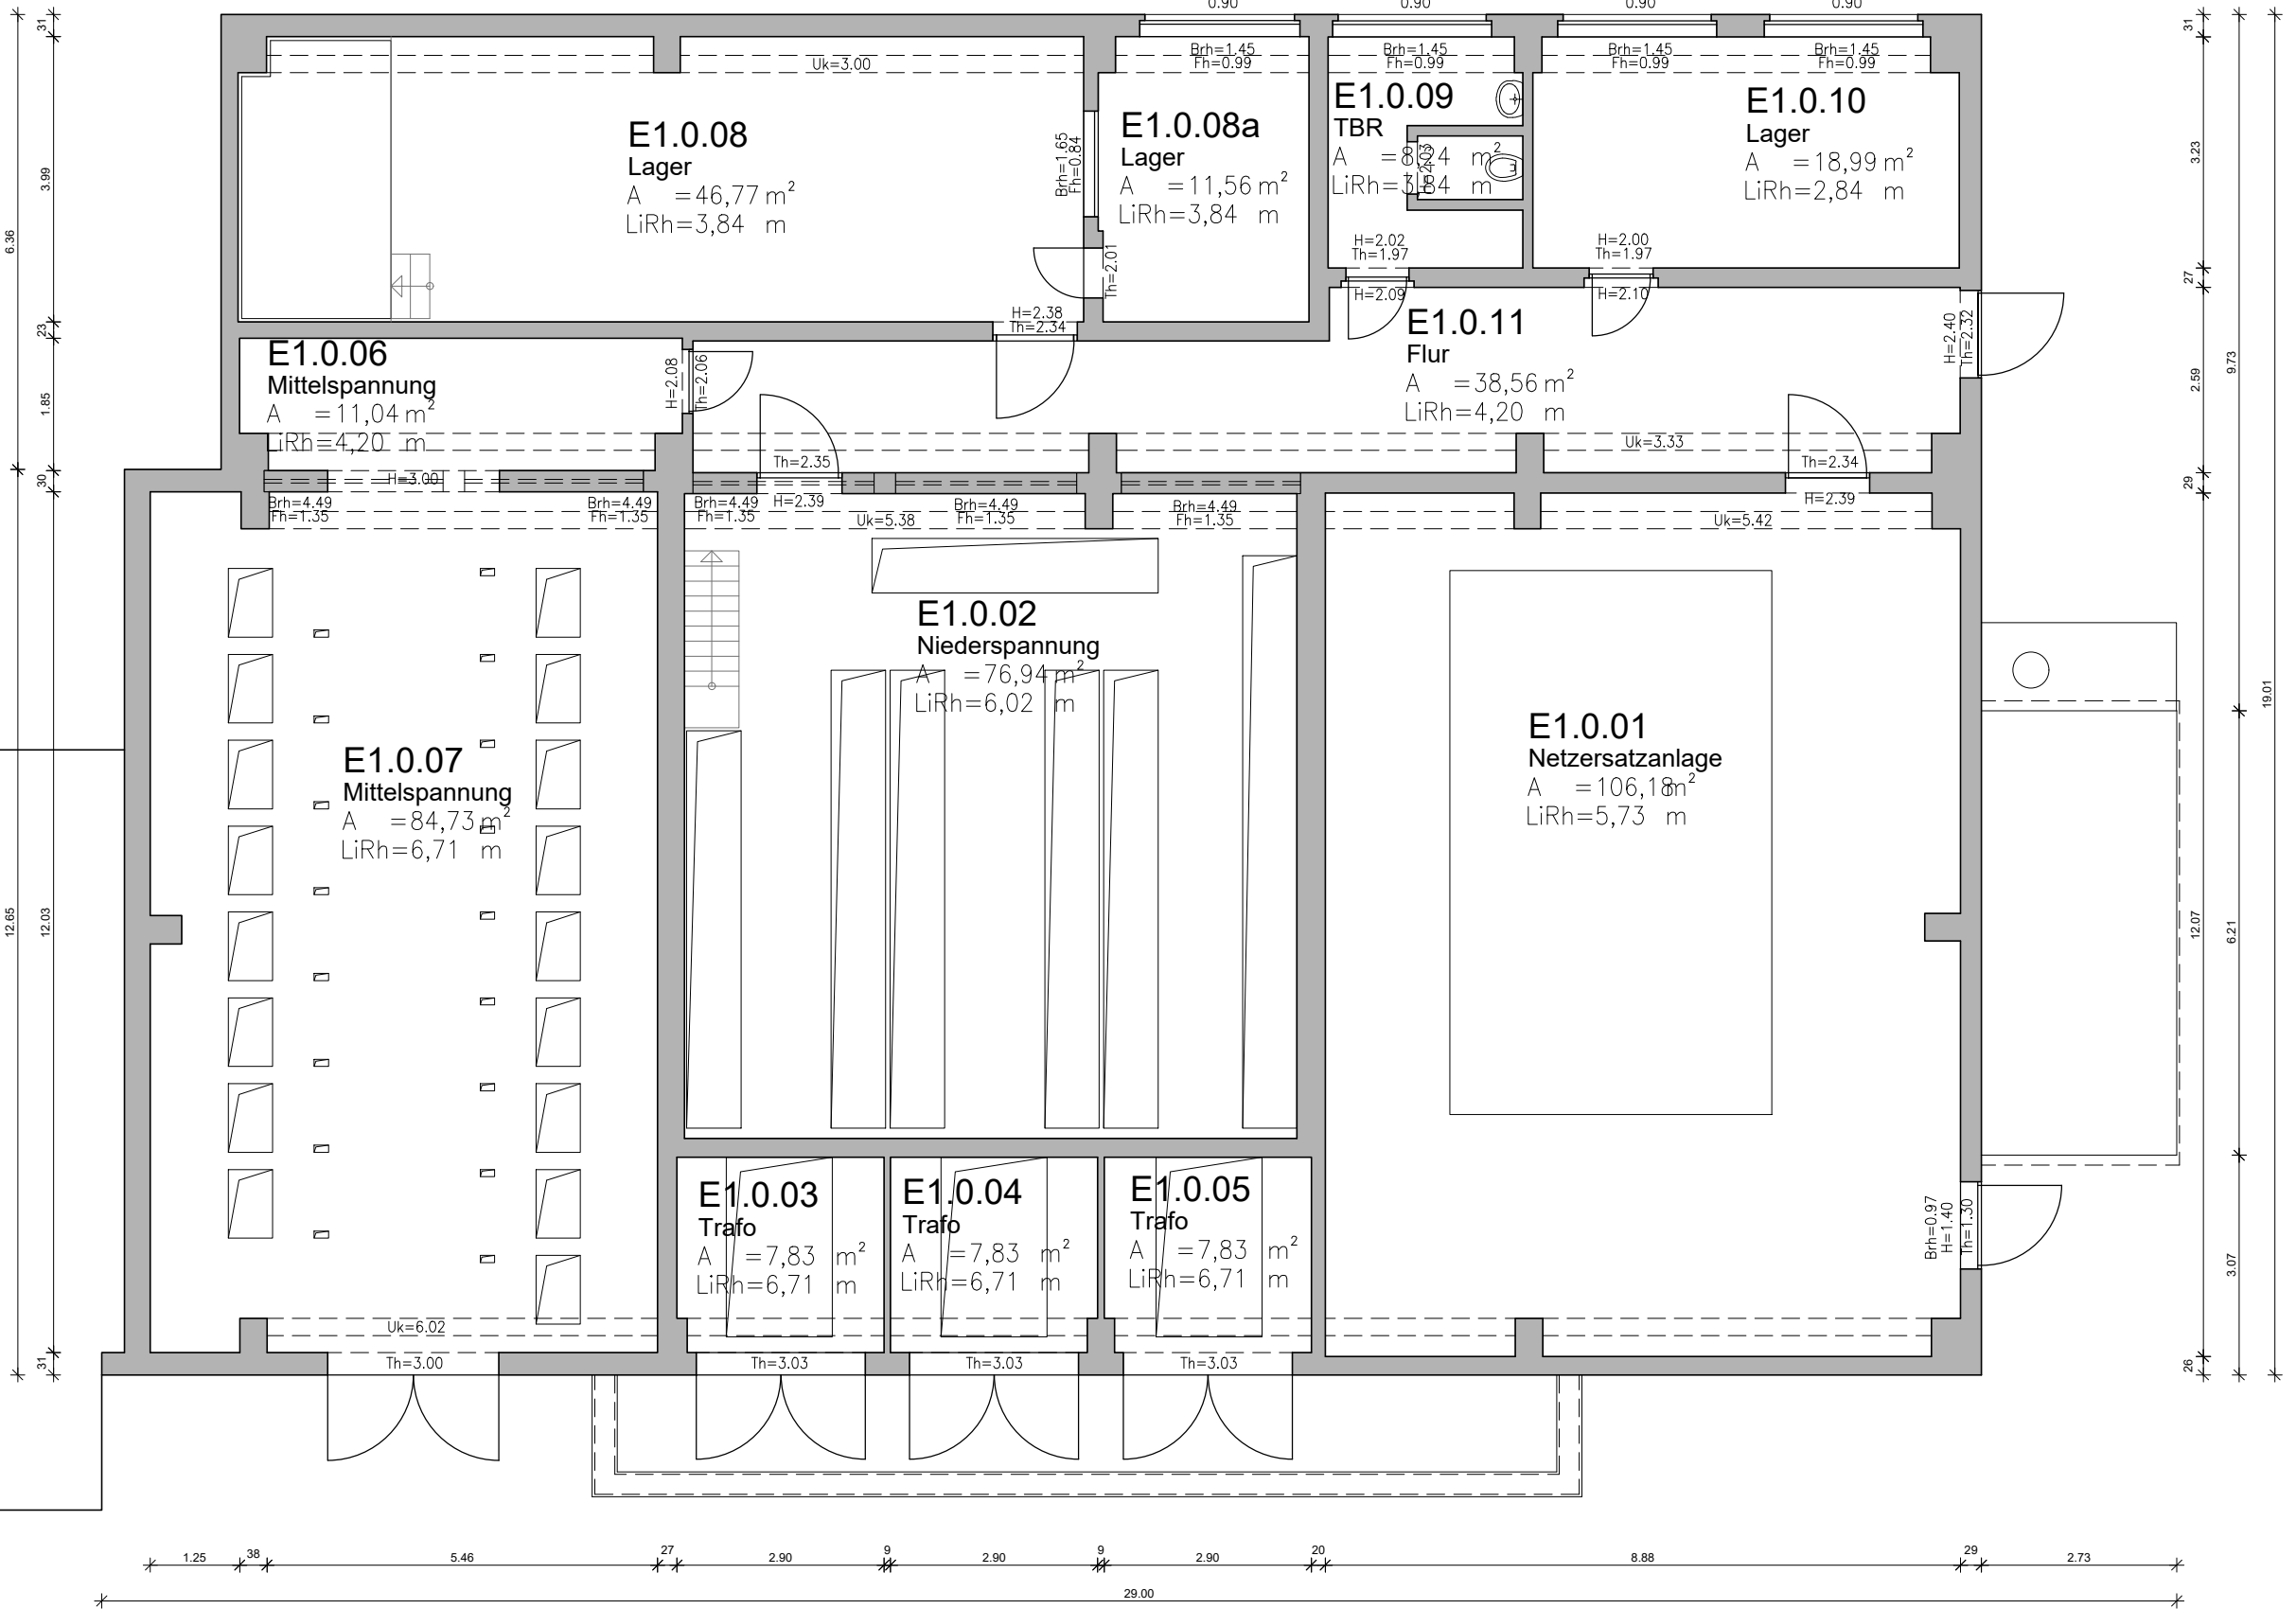 0.90
0.90
0.90
0.90
Brh=1.45
Fh=0.99
Brh=1.45
Fh=0.99
Brh=1.45
Fh=0.99
Brh=1.45
Fh=0.99
Uk=3.00
E1.0.08
Lager
A =46,77 m²
LiRh=3,84 m
Brh=1.65
Fh=0.84
E1.0.08a
Lager
A =11,56 m²
LiRh=3,84 m
E1.0.09
TBR
A =8,24 m²
LiRh=3,84 m
E1.0.10
Lager
A =18,99 m²
LiRh=2,84 m
Th=2.01
H=2.02
Th=1.97
H=2.09
H=2.00
Th=1.97
H=2.10
H=2.38
Th=2.34
E1.0.11
Flur
A =38,56 m²
LiRh=4,20 m
H=2.40
Th=2.32
E1.0.06
Mittelspannung
A =11,04 m²
LiRh=4,20 m
H=2.08
Th=2.06
Uk=3.33
Th=2.35
Th=2.34
H=3.00
H=2.39
H=2.39
Brh=4.49
Fh=1.35
Brh=4.49
Fh=1.35
Brh=4.49
Fh=1.35
Uk=5.38
Brh=4.49
Fh=1.35
Brh=4.49
Fh=1.35
Uk=5.42
E1.0.02
Niederspannung
A =76,94 m²
LiRh=6,02 m
E1.0.01
Netzersatzanlage
A =106,18 m²
LiRh=5,73 m
E1.0.07
Mittelspannung
A =84,73 m²
LiRh=6,71 m
E1.0.03
Trafo
A =7,83 m²
LiRh=6,71 m
E1.0.04
Trafo
A =7,83 m²
LiRh=6,71 m
E1.0.05
Trafo
A =7,83 m²
LiRh=6,71 m
Brh=0.97
H=1.40
Th=1.30
Uk=6.02
Th=3.00
Th=3.03
Th=3.03
Th=3.03
6.36
12.65
31
3.99
23
1.85
30
12.03
31
31
3.23
27
2.59
29
12.07
26
9.73
6.21
3.07
19.01
1.25
38
5.46
27
2.90
9
2.90
9
2.90
20
8.88
29
2.73
29.00